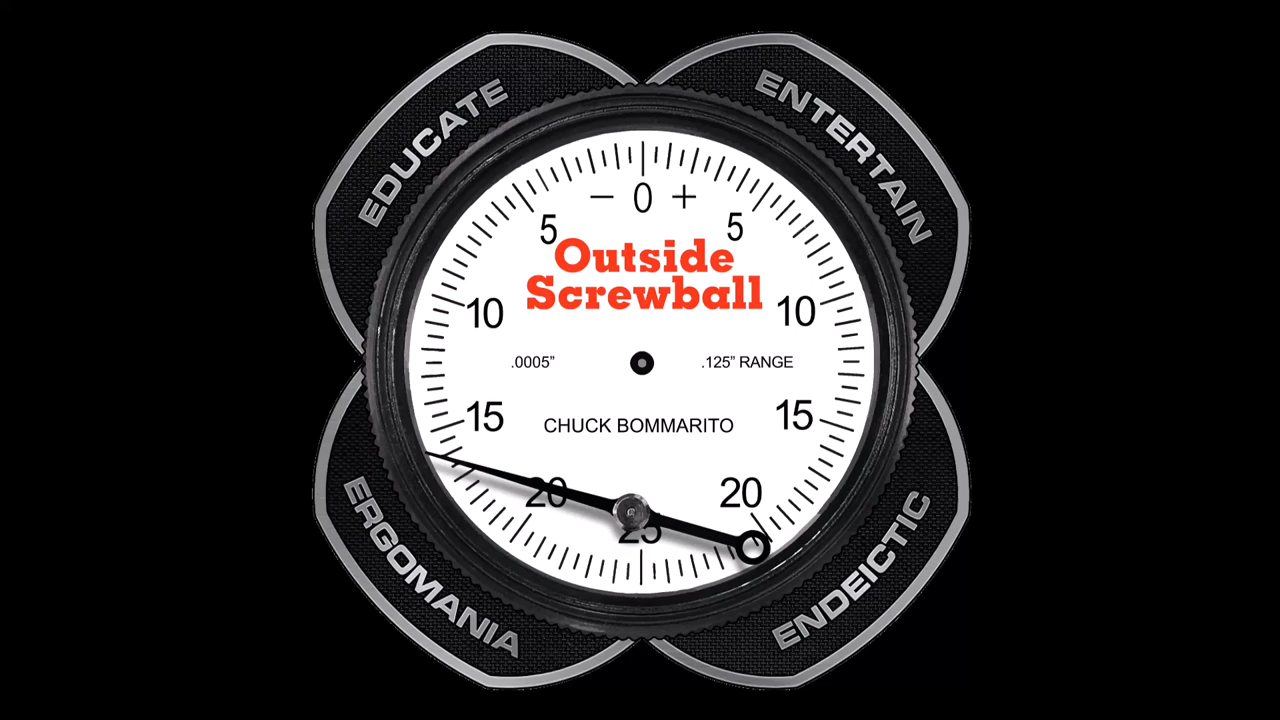 EDUCATE
ENTERTAIN
− 0 +
5 5
Outside
Screwball
10 10
.0005” .125” RANGE
15 15
CHUCK BOMMARITO
20 20
25
ERGOMANIA
ENDEICTIC